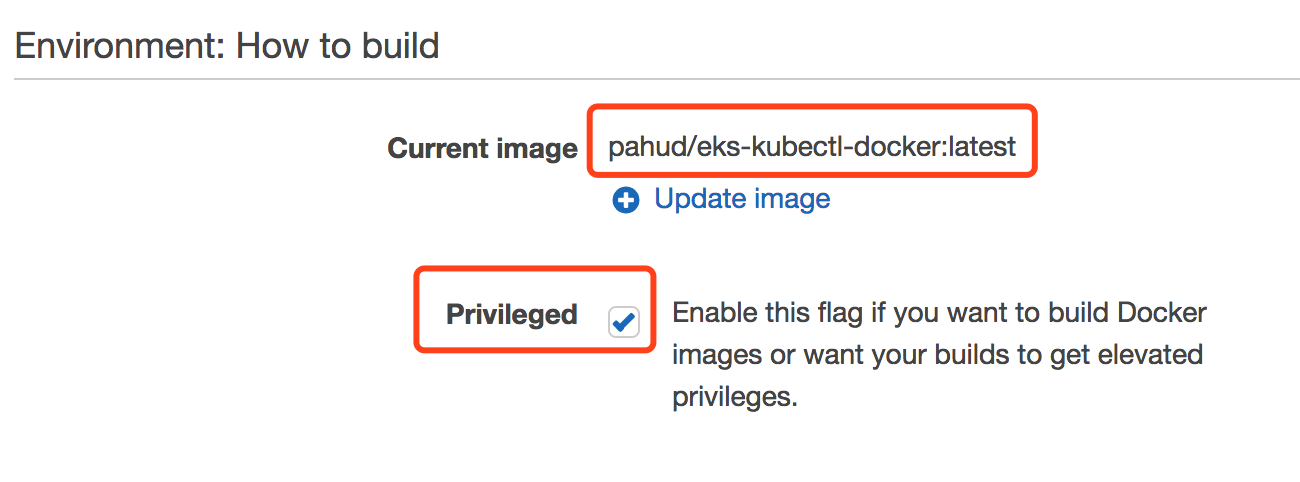 Environment: How to build
Current image pahud/eks-kubectl-docker:latest
Update image
Privileged Enable this flag if you want to build Docker
images or want your builds to get elevated
privileges.